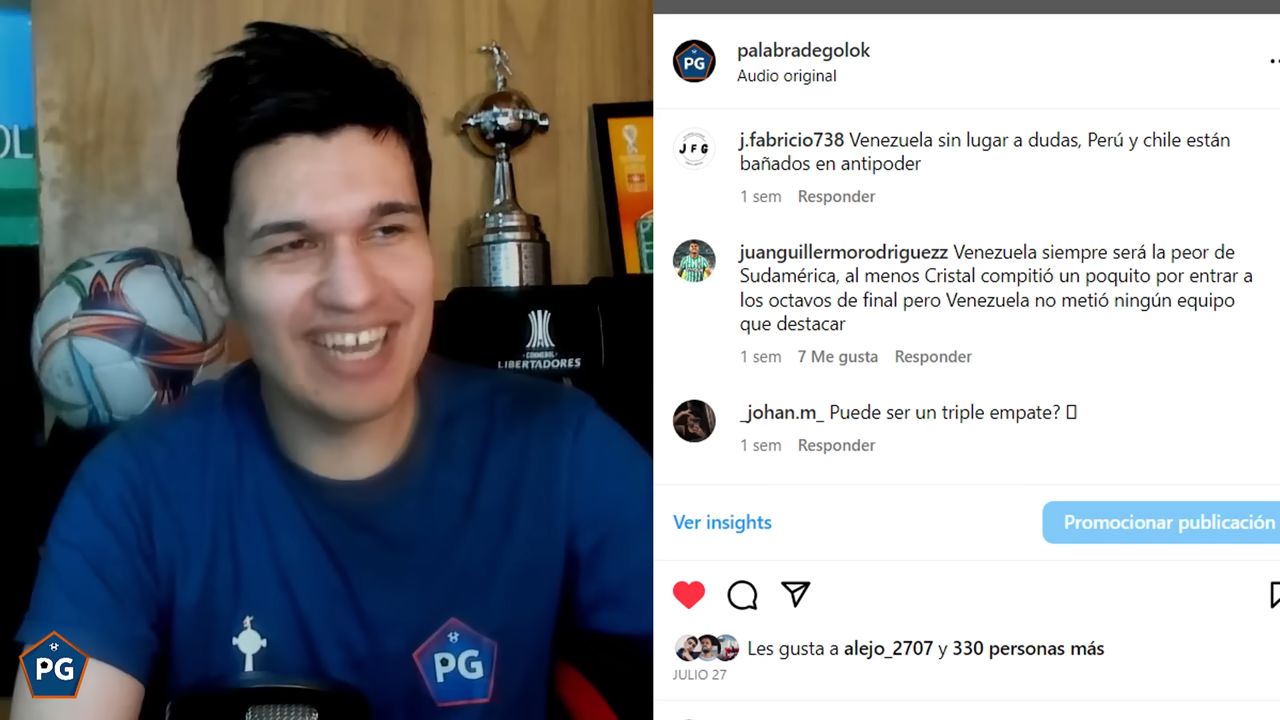 OL
CONMEBOL
LIBERTADORES
PG
PG
PG
palabradegolok
Audio original
J F G
j.fabricio738 Venezuela sin lugar a dudas, Perú y chile están
bañados en antipoder
1 sem Responder
juanguillermorodriguezz Venezuela siempre será la peor de
Sudamérica, al menos Cristal compitió un poquito por entrar a
los octavos de final pero Venezuela no metió ningún equipo
que destacar
1 sem 7 Me gusta Responder
_johan.m_ Puede ser un triple empate?
1 sem Responder
Ver insights
Promocionar publicación
Les gusta a alejo_2707 y 330 personas más
JULIO 27